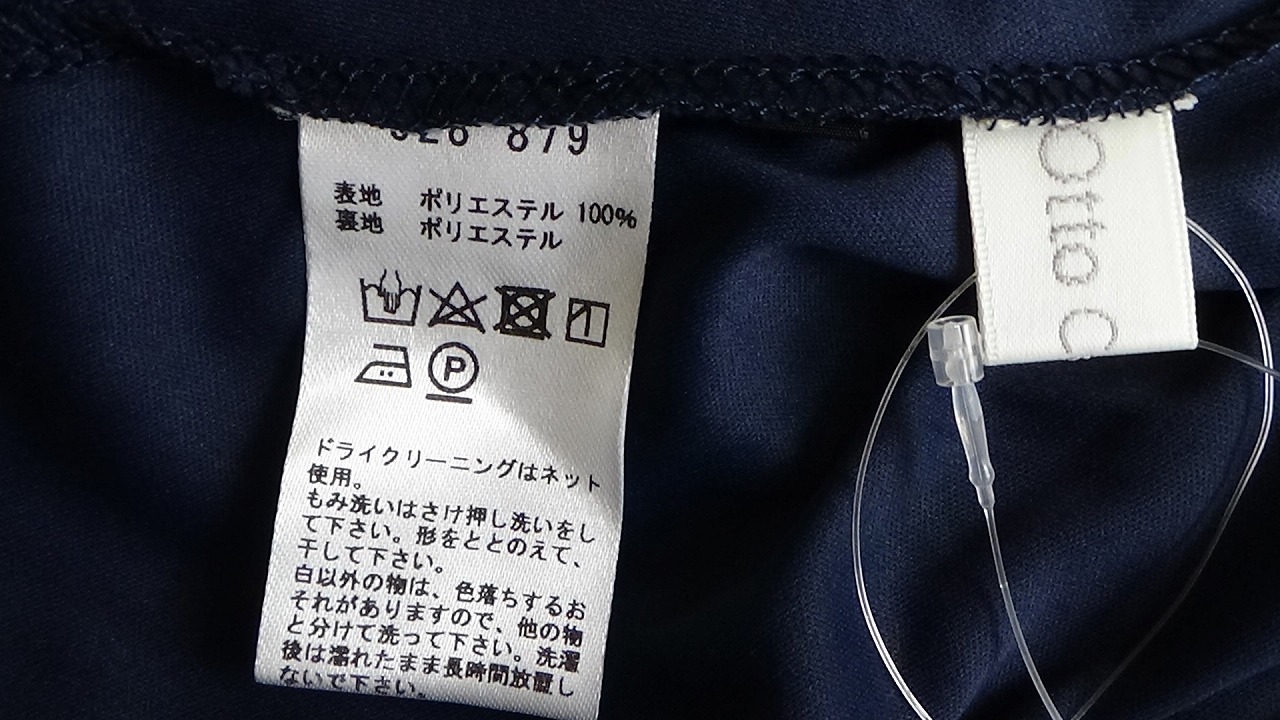 表地 ポリエステル 100%
裏地 ポリエステル
P
ドライクリーニングはネット
使用。
もみ洗いはさけ押し洗いをし
て下さい。形をととのえて、
干して下さい。
白以外の物は、色落ちするお
それがありますので、他の物
と分けて洗って下さい。洗濯
後は濡れたまま長時間放置し
ないで下さい。
otto